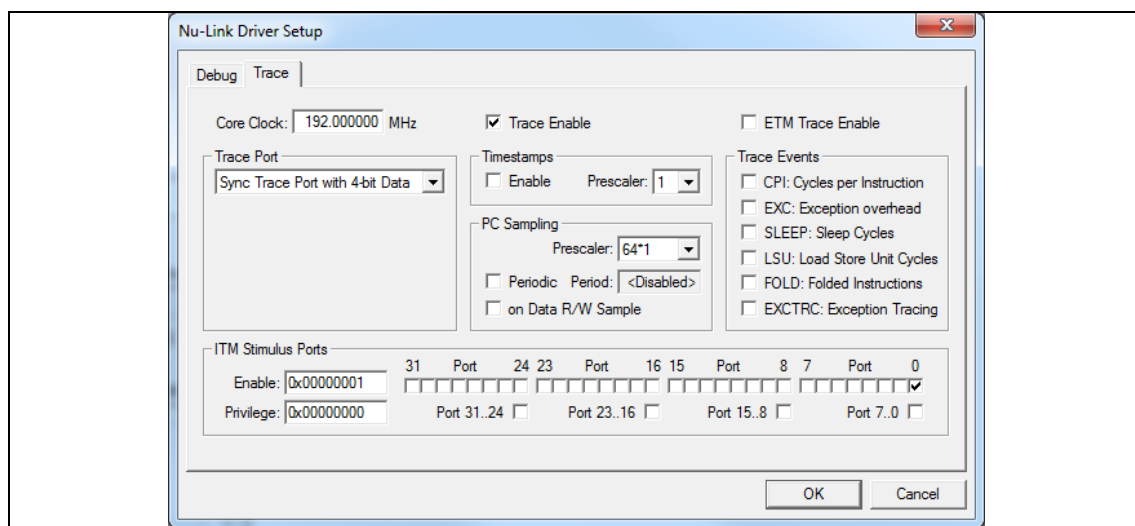 Nu-Link Driver Setup
Debug Trace
Core Clock: 192.000000 MHz
Trace Enable
ETM Trace Enable
Trace Port
Sync Trace Port with 4-bit Data
Timestamps
Enable Prescaler: 1
PC Sampling
Prescaler: 64*1
Periodic Period: <Disabled>
on Data R/W Sample
Trace Events
CPI: Cycles per Instruction
EXC: Exception overhead
SLEEP: Sleep Cycles
LSU: Load Store Unit Cycles
FOLD: Folded Instructions
EXCTRC: Exception Tracing
ITM Stimulus Ports
31 Port 24 23 Port 16 15 Port 8 7 Port 0
Enable: 0x00000001
Privilege: 0x00000000 Port 31..24 Port 23..16 Port 15..8 Port 7..0
OK Cancel